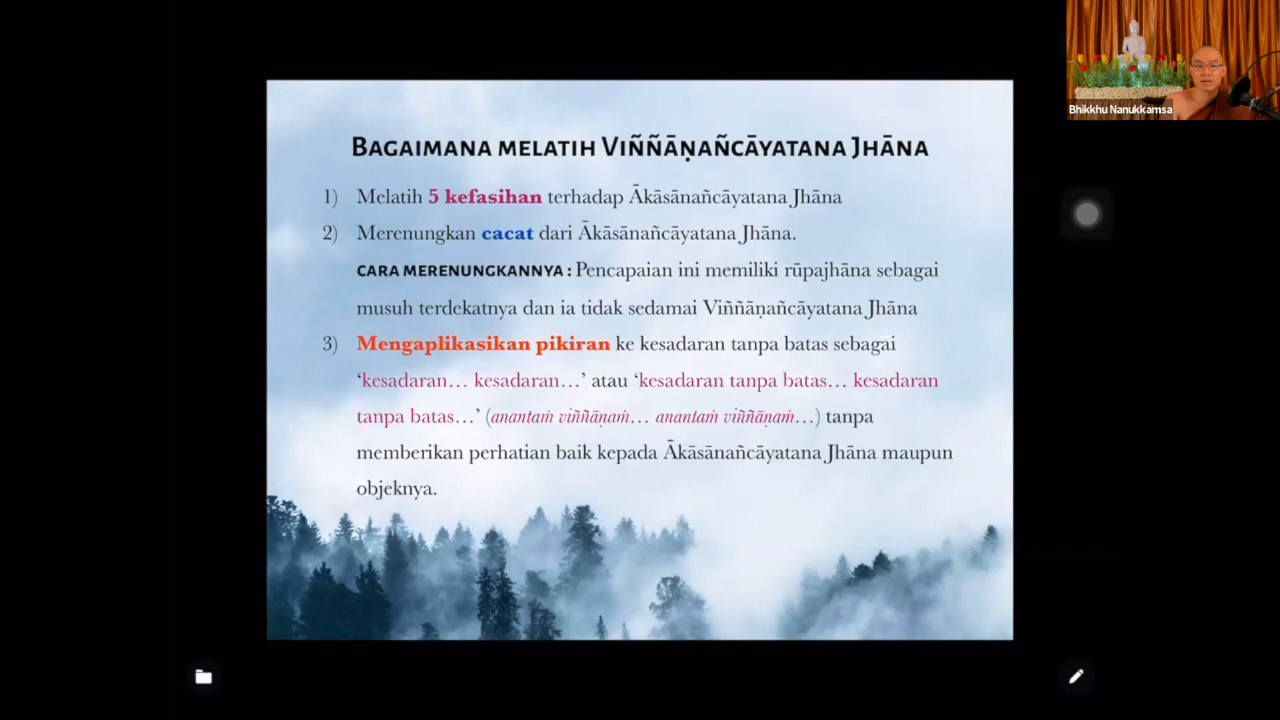 Bhikkhu Nanukkamsa
BAGAIMANA MELATIH VIÑÑĀṆAÑCĀYATANA JHĀNA
1) Melatih 5 kefasihan terhadap Ākāsānañcāyatana Jhāna
2) Merenungkan cacat dari Ākāsānañcāyatana Jhāna.
CARA MERENUNGKANNYA : Pencapaian ini memiliki rūpajhāna sebagai
musuh terdekatnya dan ia tidak sedamai Viññāṇañcāyatana Jhāna
3) Mengaplikasikan pikiran ke kesadaran tanpa batas sebagai
‘kesadaran… kesadaran…’ atau ‘kesadaran tanpa batas… kesadaran
tanpa batas…’ (anantaṁ viññāṇaṁ… anantaṁ viññāṇaṁ…) tanpa
memberikan perhatian baik kepada Ākāsānañcāyatana Jhāna maupun
objeknya.